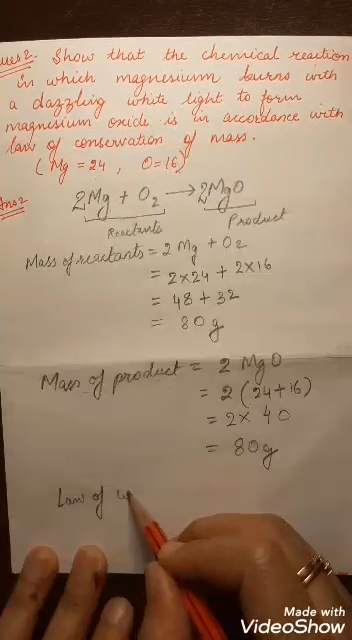 Ques2. Show that the chemical reaction
in which magnesium burns with
a dazzling white light to form
magnesium oxide is in accordance with
law of conservation of mass.
(Mg = 24, O=16)
Ans2
2Mg + O2 → 2MgO
Reactants Product
Mass of reactants = 2 Mg + O2
= 2×24 + 2×16
= 48 + 32
= 80 g
Mass of product = 2 MgO
= 2 (24+16)
= 2× 40
= 80g
Law of
Made with
VideoShow